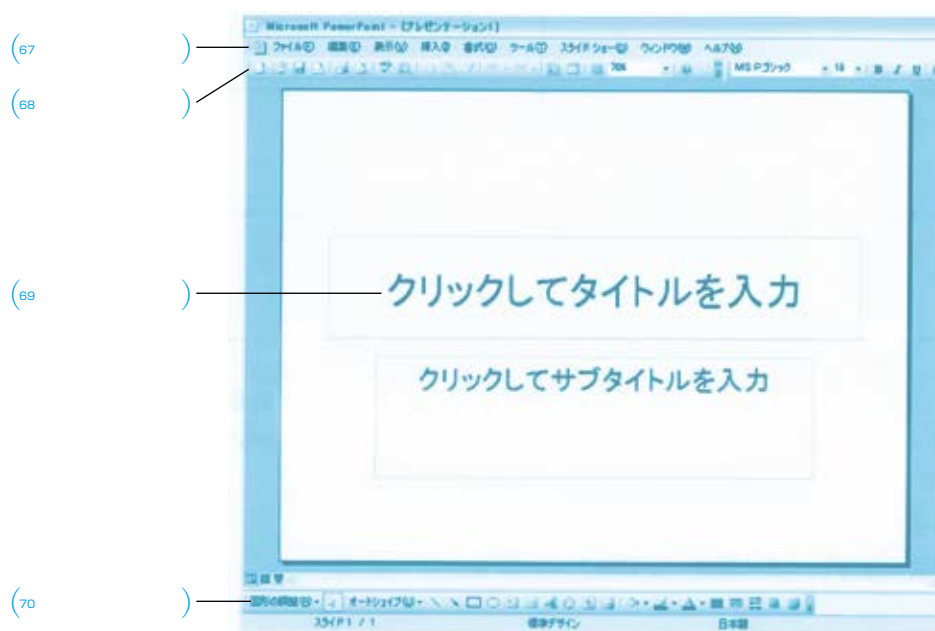 Microsoft PowerPoint - [プレゼンテーション1]
(67 )
ファイル(F) 編集(E) 表示(V) 挿入(I) 書式(O) ツール(T) スライド ショー(D) ウィンドウ(W) ヘルプ(H)
70% MS Pゴシック 18 B I U
(68 )
(69 )
クリックしてタイトルを入力
クリックしてサブタイトルを入力
(70 )
図形の調整(R) オートシェイプ(U)
スライド 1 / 1 標準デザイン 日本語